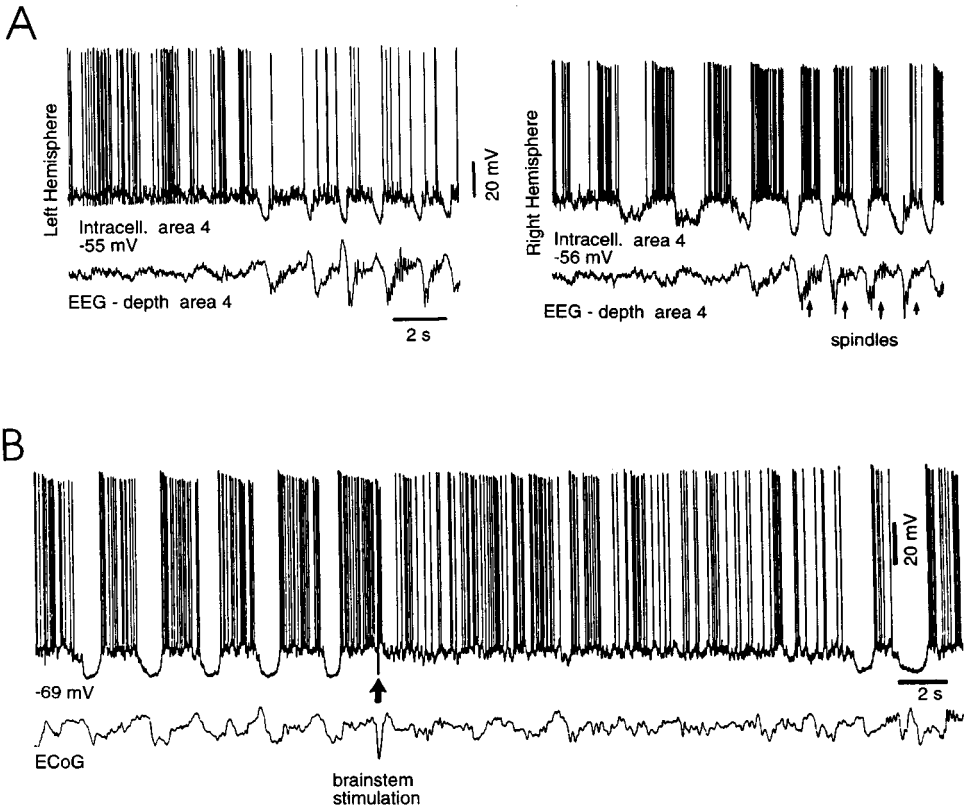 A
Left Hemisphere
Intracell. area 4
-55 mV
EEG - depth area 4
2 s
20 mV
Right Hemisphere
Intracell. area 4
-56 mV
EEG - depth area 4
spindles
B
20 mV
-69 mV
2 s
ECoG
brainstem
stimulation